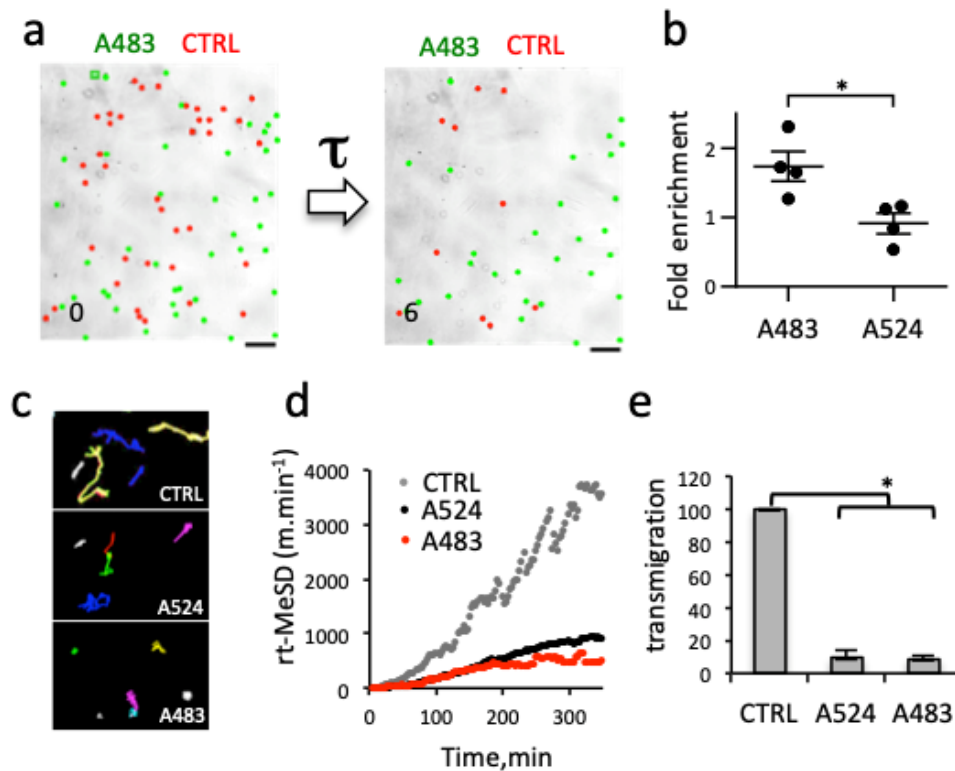 a
A483 CTRL
0
τ
A483 CTRL
6
b
*
Fold enrichment
2
1
0
A483 A524
c
CTRL
A524
A483
d
rt-MeSD (m.min⁻¹)
4000
3000
2000
1000
0
CTRL
A524
A483
0 100 200 300
Time,min
e
*
transmigration
120
100
80
60
40
20
0
CTRL A524 A483